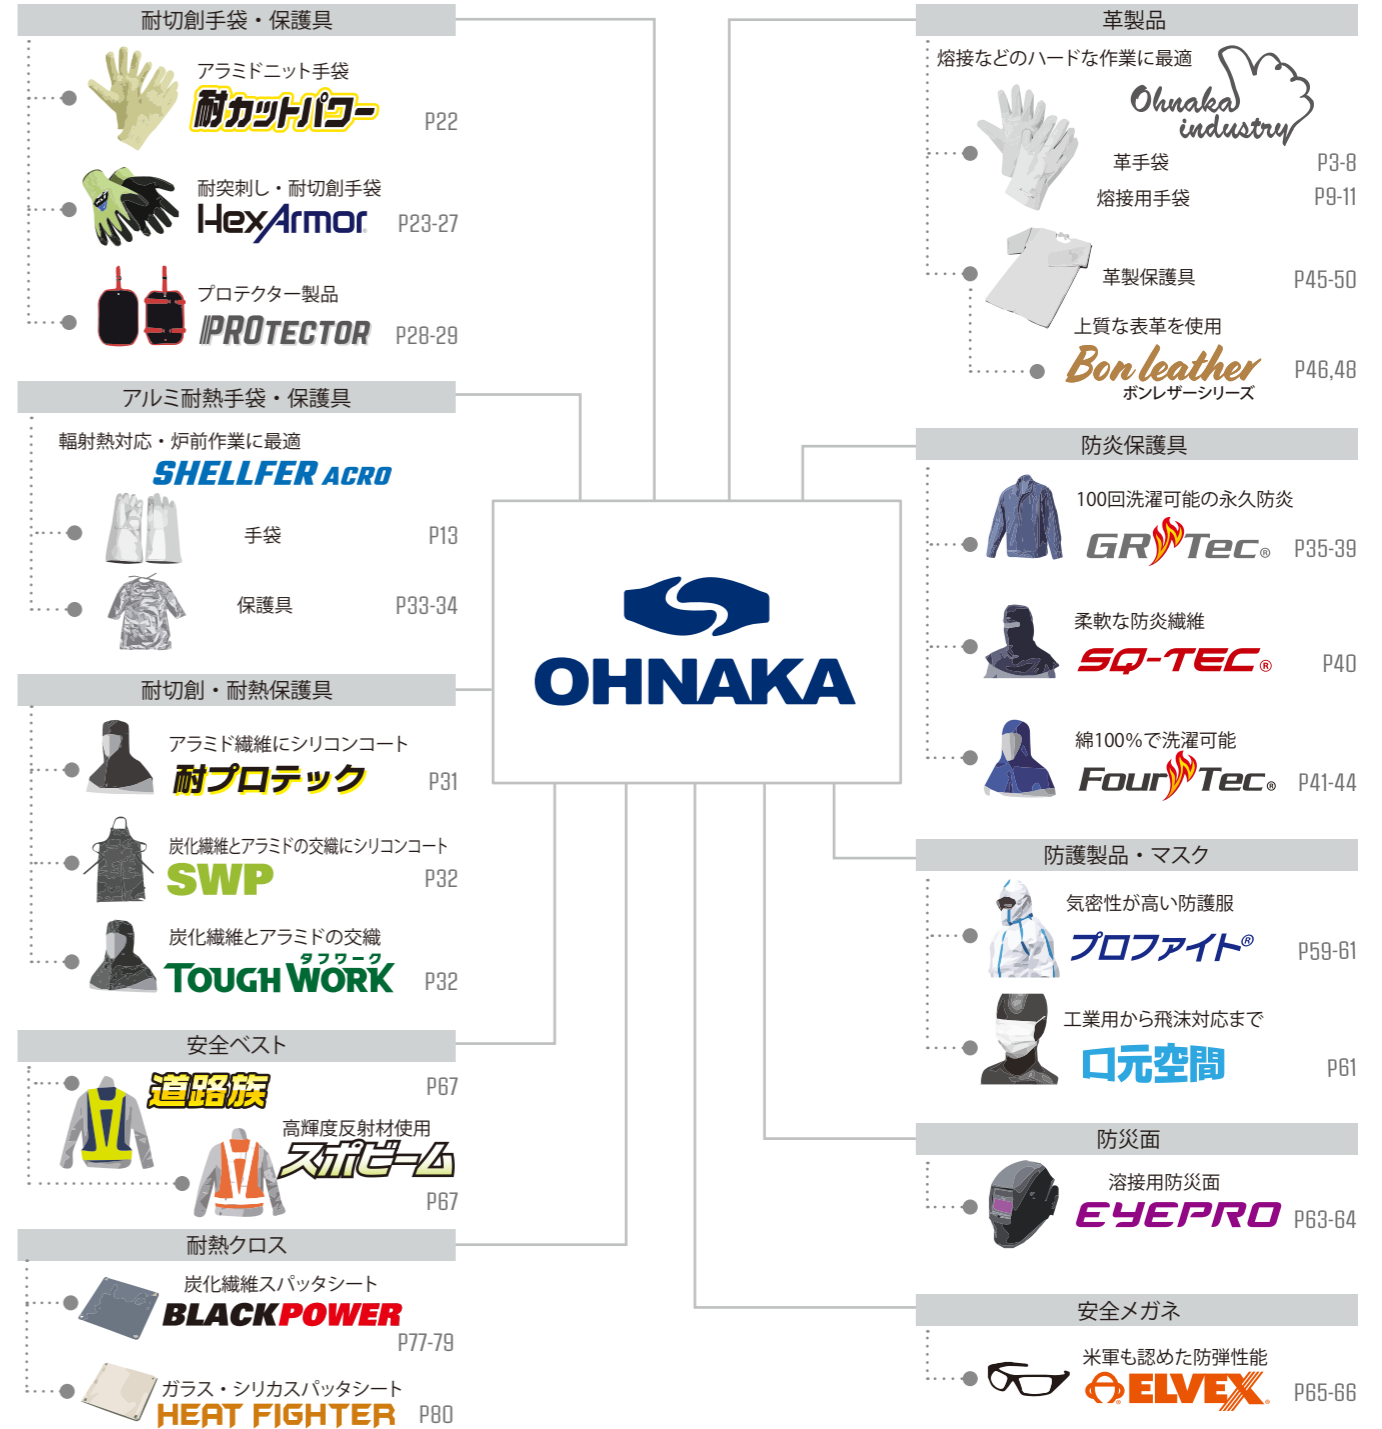 耐切創手袋・保護具
アラミドニット手袋
耐カットパワー
P22
耐突刺し・耐切創手袋
HexArmor®
P23-27
プロテクター製品
PROTECTOR
P28-29
アルミ耐熱手袋・保護具
輻射熱対応・炉前作業に最適
SHELLFER ACRO
手袋
P13
保護具
P33-34
耐切創・耐熱保護具
アラミド繊維にシリコンコート
耐プロテック
P31
炭化繊維とアラミドの交織にシリコンコート
SWP
P32
炭化繊維とアラミドの交織
タフワーク
TOUGH WORK
P32
安全ベスト
道路族
P67
高輝度反射材使用
スポビーム
P67
耐熱クロス
炭化繊維スパッタシート
BLACKPOWER
P77-79
ガラス・シリカスパッタシート
HEAT FIGHTER
P80
OHNAKA
革製品
熔接などのハードな作業に最適
Ohnaka
industry
革手袋
P3-8
熔接用手袋
P9-11
革製保護具
P45-50
上質な表革を使用
Bon leather
ボンレザーシリーズ
P46,48
防炎保護具
100回洗濯可能の永久防炎
GR Tec®
P35-39
柔軟な防炎繊維
SQ-TEC®
P40
綿100%で洗濯可能
Four Tec®
P41-44
防護製品・マスク
気密性が高い防護服
プロファイト®
P59-61
工業用から飛沫対応まで
口元空間
P61
防災面
溶接用防災面
EYEPRO
P63-64
安全メガネ
米軍も認めた防弾性能
ELVEX®
P65-66